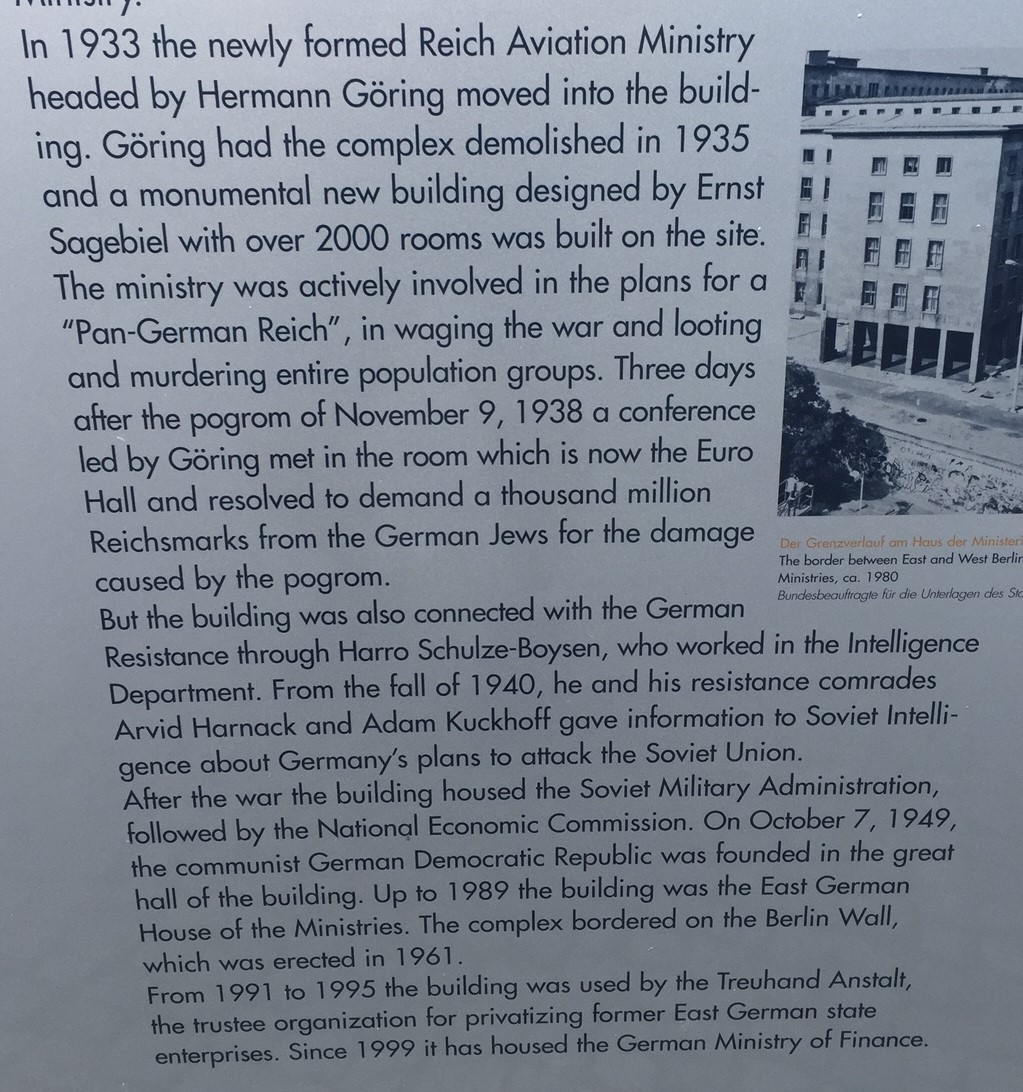 Ministry.
In 1933 the newly formed Reich Aviation Ministry
headed by Hermann Göring moved into the build-
ing. Göring had the complex demolished in 1935
and a monumental new building designed by Ernst
Sagebiel with over 2000 rooms was built on the site.
The ministry was actively involved in the plans for a
"Pan-German Reich", in waging the war and looting
and murdering entire population groups. Three days
after the pogrom of November 9, 1938 a conference
led by Göring met in the room which is now the Euro
Hall and resolved to demand a thousand million
Reichsmarks from the German Jews for the damage
caused by the pogrom.
But the building was also connected with the German
Resistance through Harro Schulze-Boysen, who worked in the Intelligence
Department. From the fall of 1940, he and his resistance comrades
Arvid Harnack and Adam Kuckhoff gave information to Soviet Intelli-
gence about Germany's plans to attack the Soviet Union.
After the war the building housed the Soviet Military Administration,
followed by the National Economic Commission. On October 7, 1949,
the communist German Democratic Republic was founded in the great
hall of the building. Up to 1989 the building was the East German
House of the Ministries. The complex bordered on the Berlin Wall,
which was erected in 1961.
From 1991 to 1995 the building was used by the Treuhand Anstalt,
the trustee organization for privatizing former East German state
enterprises. Since 1999 it has housed the German Ministry of Finance.
Der Grenzverlauf am Haus der Ministeri
The border between East and West Berlin
Ministries, ca. 1980
Bundesbeauftragte für die Unterlagen des Sta